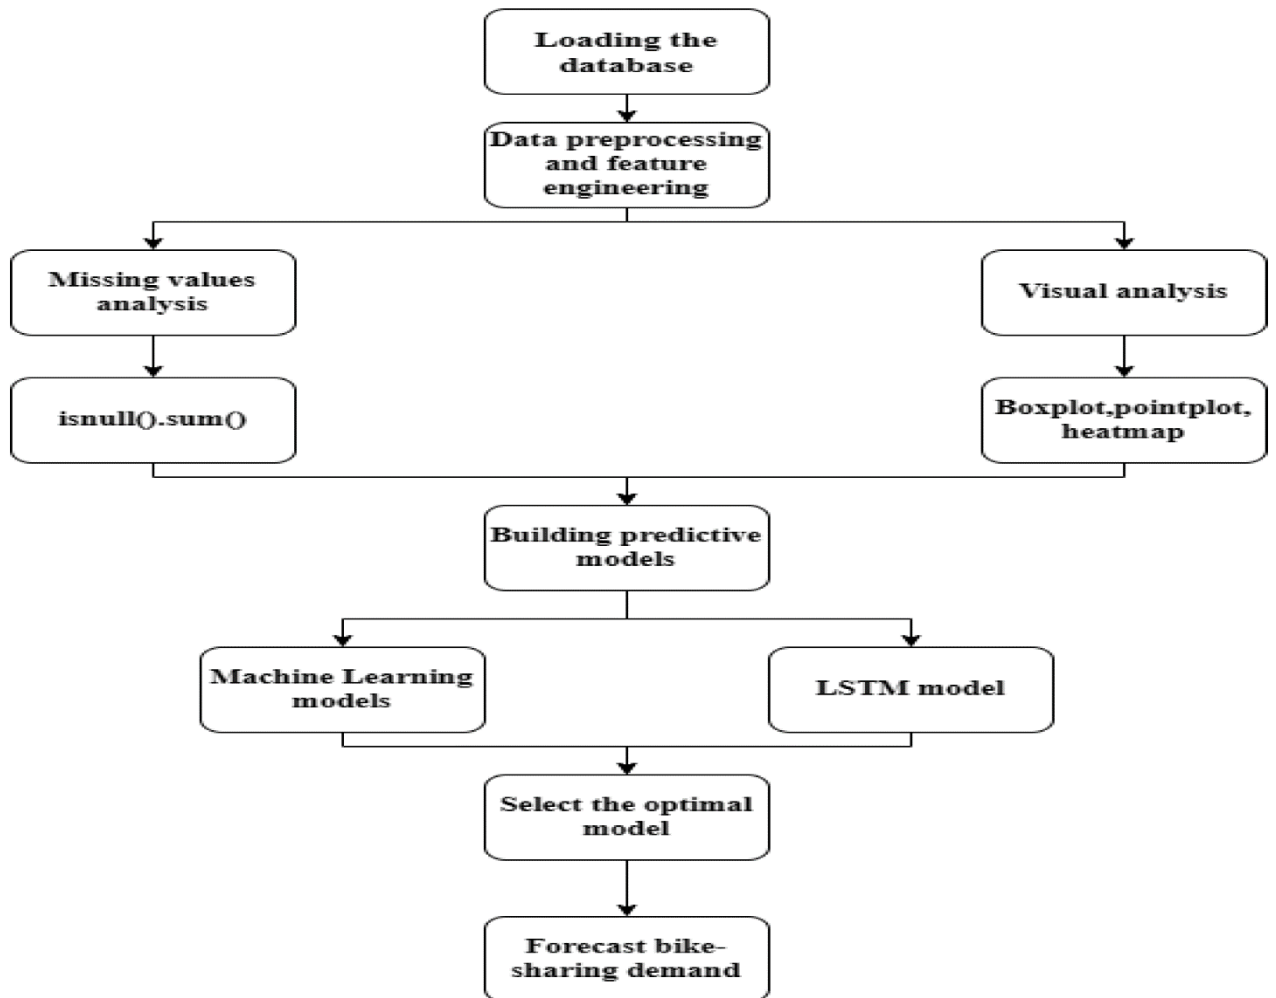 Loading the
database
Data preprocessing
and feature
engineering
Missing values
analysis
Visual analysis
isnull().sum()
Boxplot,pointplot,
heatmap
Building predictive
models
Machine Learning
models
LSTM model
Select the optimal
model
Forecast bike-
sharing demand